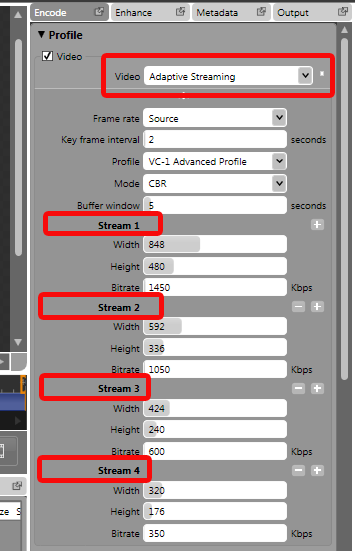 Encode Enhance Metadata Output
Profile
Video
Video Adaptive Streaming
Frame rate Source
Key frame interval 2 seconds
Profile VC-1 Advanced Profile
Mode CBR
Buffer window 5 seconds
Stream 1
Width 848
Height 480
Bitrate 1450 Kbps
Stream 2
Width 592
Height 336
Bitrate 1050 Kbps
Stream 3
Width 424
Height 240
Bitrate 600 Kbps
Stream 4
ze S
Width 320
Height 176
Bitrate 350 Kbps